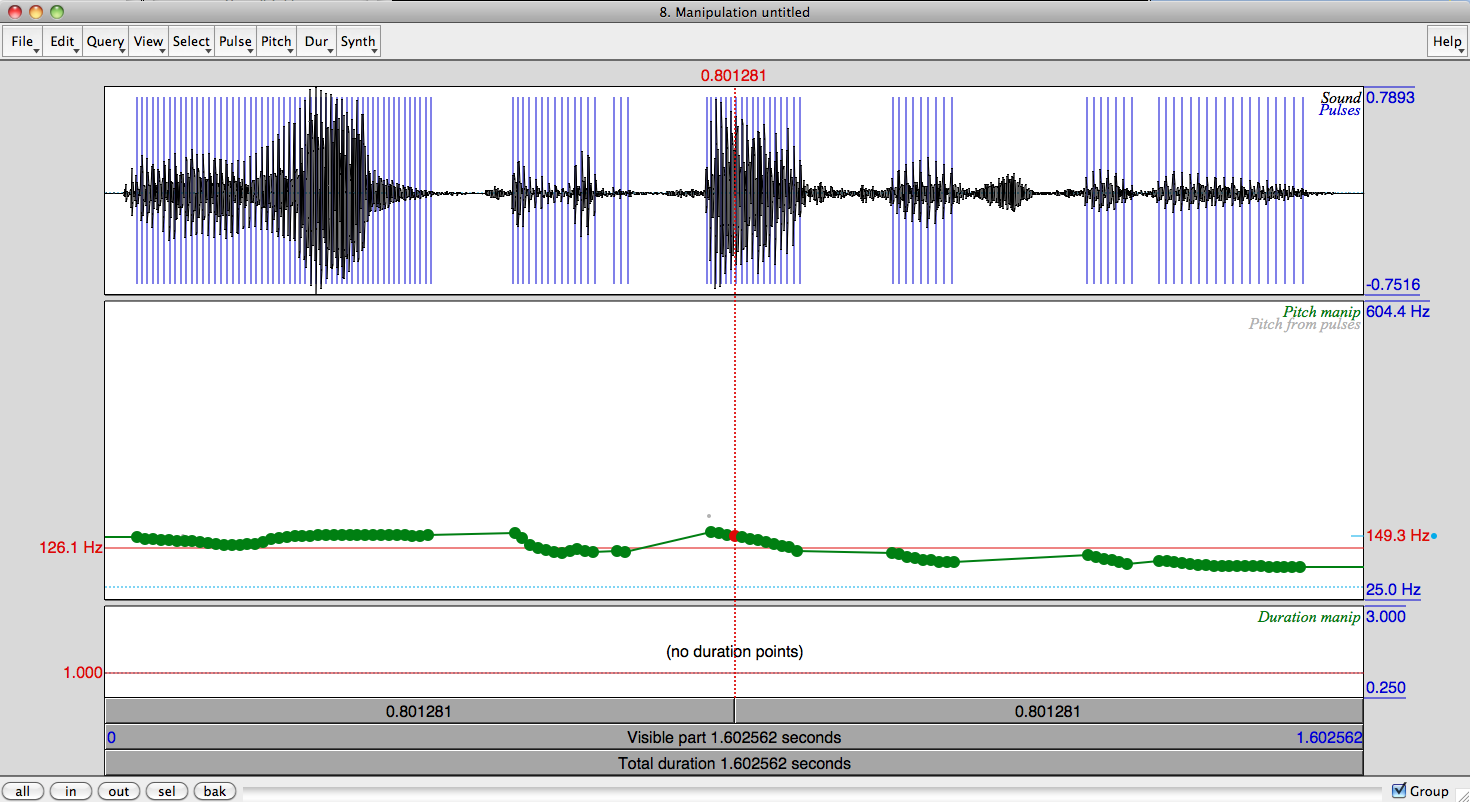 8. Manipulation untitled
File Edit Query View Select Pulse Pitch Dur Synth Help
0.801281
Sound 0.7893
Pulses
-0.7516
Pitch manip 604.4 Hz
Pitch from pulses
126.1 Hz 149.3 Hz
25.0 Hz
Duration manip 3.000
(no duration points)
1.000
0.250
0.801281 0.801281
0 Visible part 1.602562 seconds 1.602562
Total duration 1.602562 seconds
all in out sel bak Group